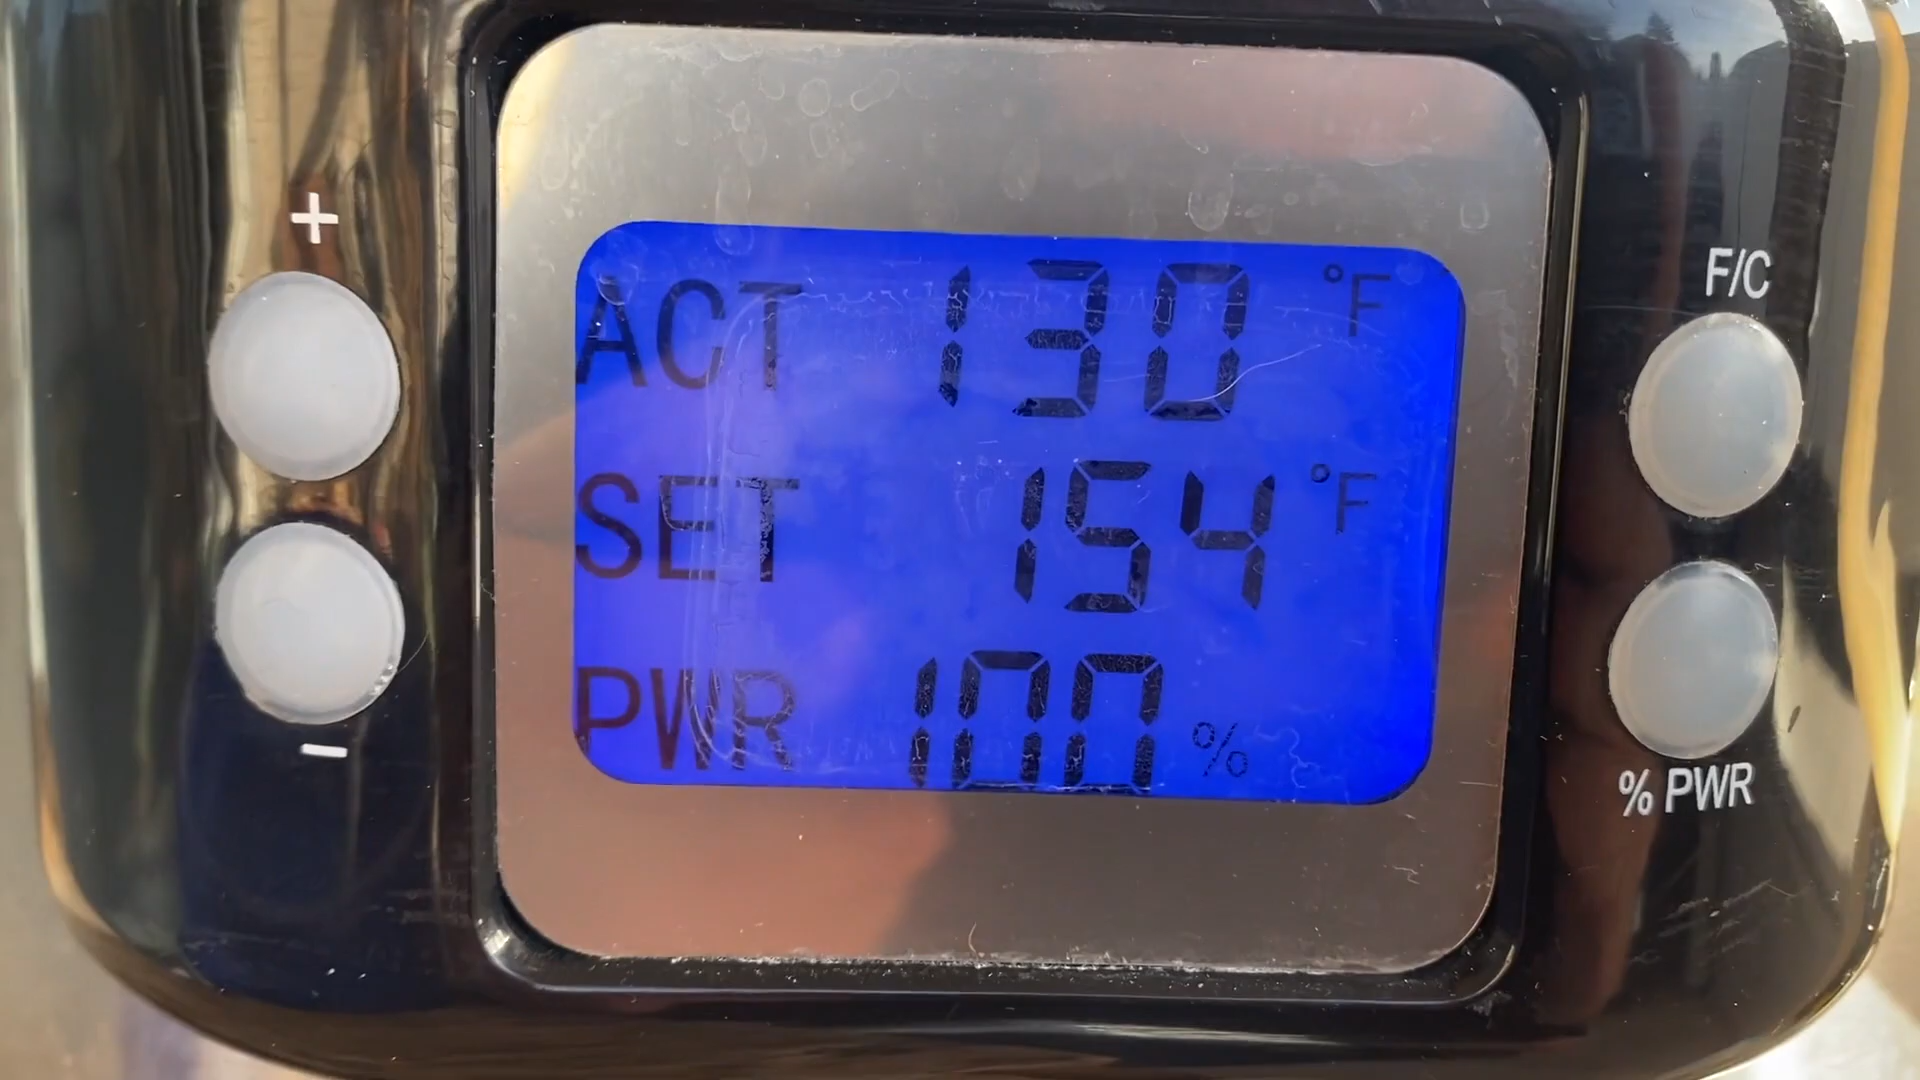 +
-
ACT 130 °F
SET 154 °F
PWR 100 %
F/C
% PWR